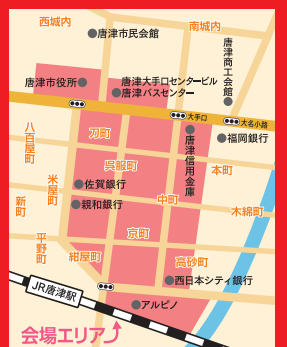 西城内
南城内
唐津市民会館
唐津商工会館
唐津市役所
唐津大手口センタービル
唐津バスセンター
大手口
大名小路
刀町
福岡銀行
八百屋町
呉服町
唐津信用金庫
本町
米屋町
佐賀銀行
中町
新町
親和銀行
木綿町
京町
平野町
紺屋町
高砂町
西日本シティ銀行
JR唐津駅
アルピノ
会場エリア